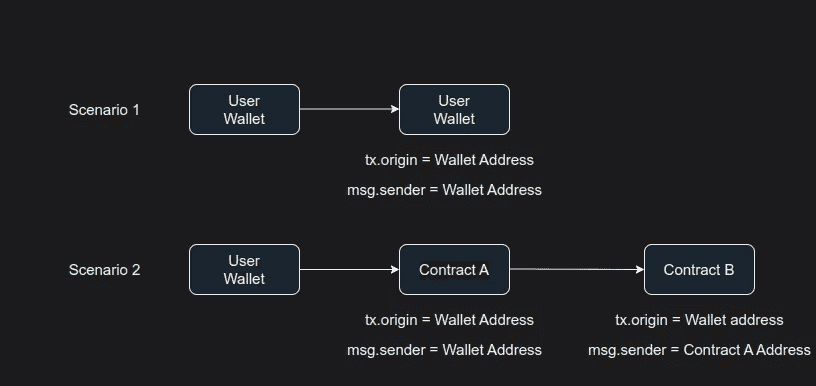 Scenario 1
User
Wallet
User
Wallet
tx.origin = Wallet Address
msg.sender = Wallet Address
Scenario 2
User
Wallet
Contract A
Contract B
tx.origin = Wallet Address
tx.origin = Wallet address
msg.sender = Wallet Address
msg.sender = Contract A Address